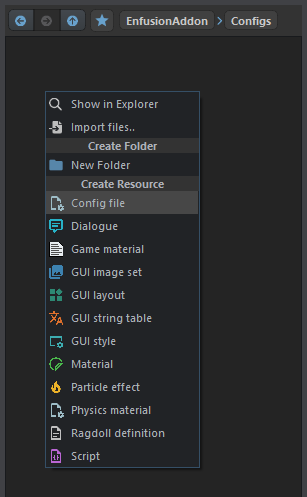 EnfusionAddon > Configs
Show in Explorer
Import files..
Create Folder
New Folder
Create Resource
Config file
Dialogue
Game material
GUI image set
GUI layout
GUI string table
GUI style
Material
Particle effect
Physics material
Ragdoll definition
Script